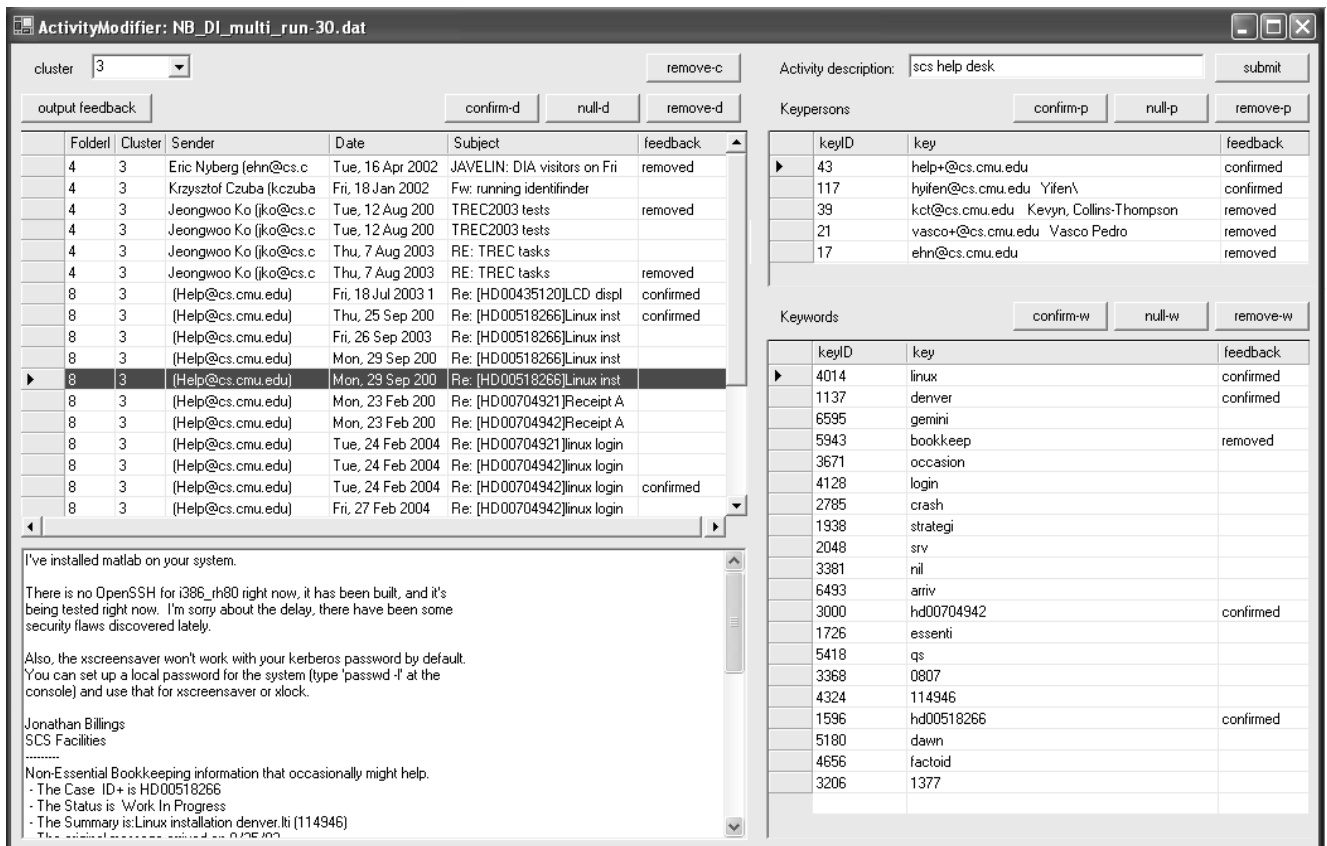 ActivityModifier: NB_DI_multi_run-30.dat
cluster 3 remove-c
output feedback confirm-d null-d remove-d
FolderI Cluster Sender Date Subject feedback
4 3 Eric Nyberg (ehn@cs.c Tue, 16 Apr 2002 JAVELIN: DIA visitors on Fri removed
4 3 Krzysztof Czuba (kczuba Fri, 18 Jan 2002 Fw: running identifinder
4 3 Jeongwoo Ko (jko@cs.c Tue, 12 Aug 200 TREC2003 tests removed
4 3 Jeongwoo Ko (jko@cs.c Tue, 12 Aug 200 TREC2003 tests
4 3 Jeongwoo Ko (jko@cs.c Thu, 7 Aug 2003 RE: TREC tasks
4 3 Jeongwoo Ko (jko@cs.c Thu, 7 Aug 2003 RE: TREC tasks removed
8 3 (Help@cs.cmu.edu) Fri, 18 Jul 2003 1 Re: [HD00435120]LCD displ confirmed
8 3 (Help@cs.cmu.edu) Thu, 25 Sep 200 Re: [HD00518266]Linux inst confirmed
8 3 (Help@cs.cmu.edu) Fri, 26 Sep 2003 Re: [HD00518266]Linux inst
8 3 (Help@cs.cmu.edu) Mon, 29 Sep 200 Re: [HD00518266]Linux inst
8 3 (Help@cs.cmu.edu) Mon, 29 Sep 200 Re: [HD00518266]Linux inst
8 3 (Help@cs.cmu.edu) Mon, 23 Feb 200 Re: [HD00704921]Receipt A
8 3 (Help@cs.cmu.edu) Mon, 23 Feb 200 Re: [HD00704942]Receipt A
8 3 (Help@cs.cmu.edu) Tue, 24 Feb 2004 Re: [HD00704921]linux login
8 3 (Help@cs.cmu.edu) Tue, 24 Feb 2004 Re: [HD00704942]linux login
8 3 (Help@cs.cmu.edu) Tue, 24 Feb 2004 Re: [HD00704942]linux login confirmed
8 3 (Help@cs.cmu.edu) Fri, 27 Feb 2004 Re: [HD00704942]linux login
I've installed matlab on your system.
There is no OpenSSH for i386_rh80 right now, it has been built, and it's
being tested right now. I'm sorry about the delay, there have been some
security flaws discovered lately.
Also, the xscreensaver won't work with your kerberos password by default.
You can set up a local password for the system (type 'passwd -l' at the
console) and use that for xscreensaver or xlock.
Jonathan Billings
SCS Facilities
---------
Non-Essential Bookkeeping information that occasionally might help.
- The Case ID+ is HD00518266
- The Status is Work In Progress
- The Summary is:Linux installation denver.lti (114946)
- The original message arrived on 9/25/03
Activity description: scs help desk submit
Keypersons confirm-p null-p remove-p
keyID key feedback
43 help+@cs.cmu.edu confirmed
117 hyifen@cs.cmu.edu Yifen\ confirmed
39 kct@cs.cmu.edu Kevyn, Collins-Thompson removed
21 vasco+@cs.cmu.edu Vasco Pedro removed
17 ehn@cs.cmu.edu removed
Keywords confirm-w null-w remove-w
keyID key feedback
4014 linux confirmed
1137 denver confirmed
6595 gemini
5943 bookkeep removed
3671 occasion
4128 login
2785 crash
1938 strategi
2048 srv
3381 nil
6493 arriv
3000 hd00704942 confirmed
1726 essenti
5418 qs
3368 0807
4324 114946
1596 hd00518266 confirmed
5180 dawn
4656 factoid
3206 1377